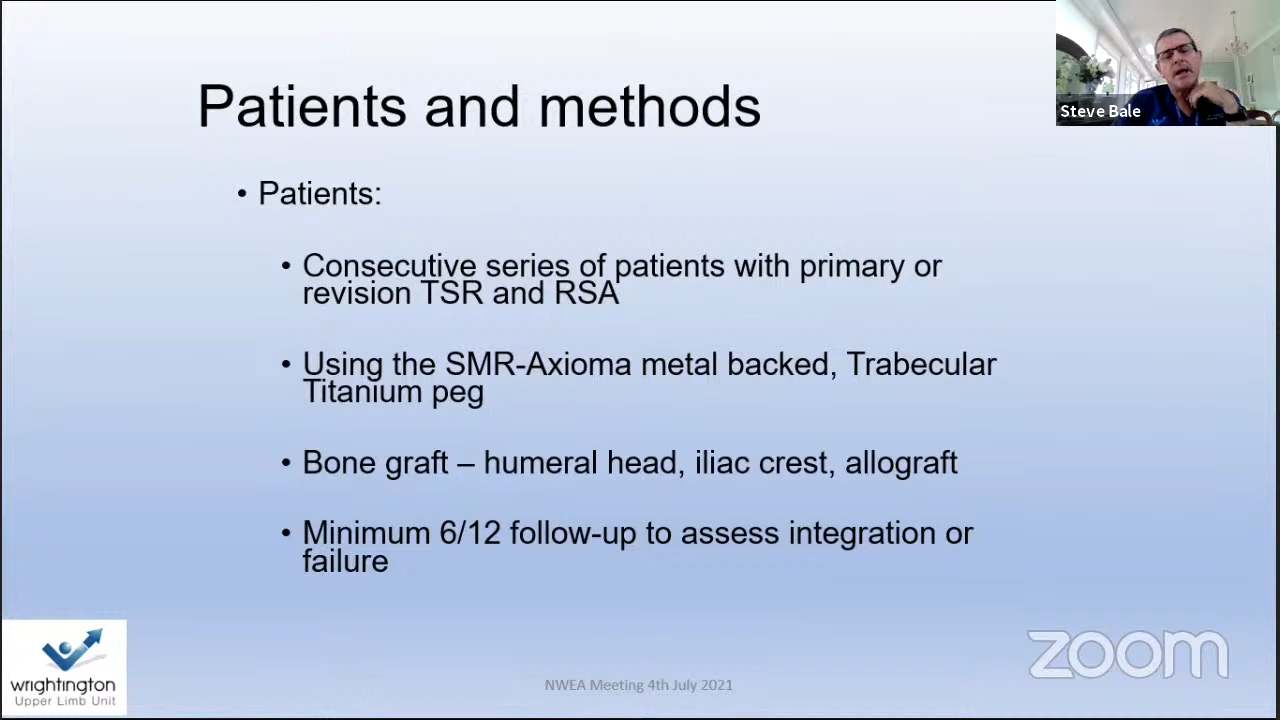 Patients and methods
Steve Bale
• Patients:
• Consecutive series of patients with primary or
revision TSR and RSA
• Using the SMR-Axioma metal backed, Trabecular
Titanium peg
• Bone graft – humeral head, iliac crest, allograft
• Minimum 6/12 follow-up to assess integration or
failure
wrightington
Upper Limb Unit
NWEA Meeting 4th July 2021
zoom